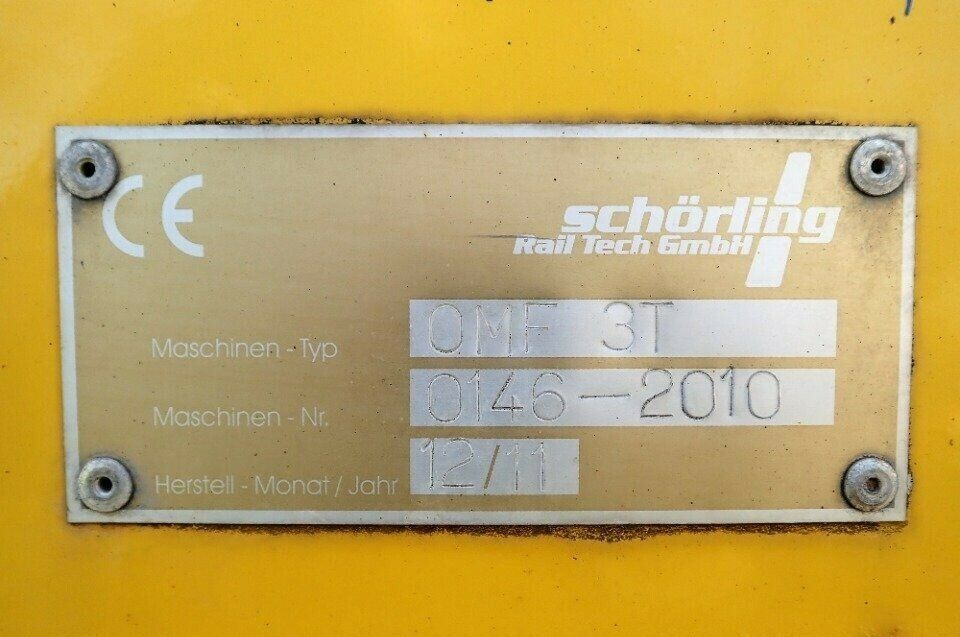 CE
schörling
Rail Tech GmbH
Maschinen - Typ OMF 3T
Maschinen - Nr. 0146-2010
Herstell - Monat / Jahr 12/11